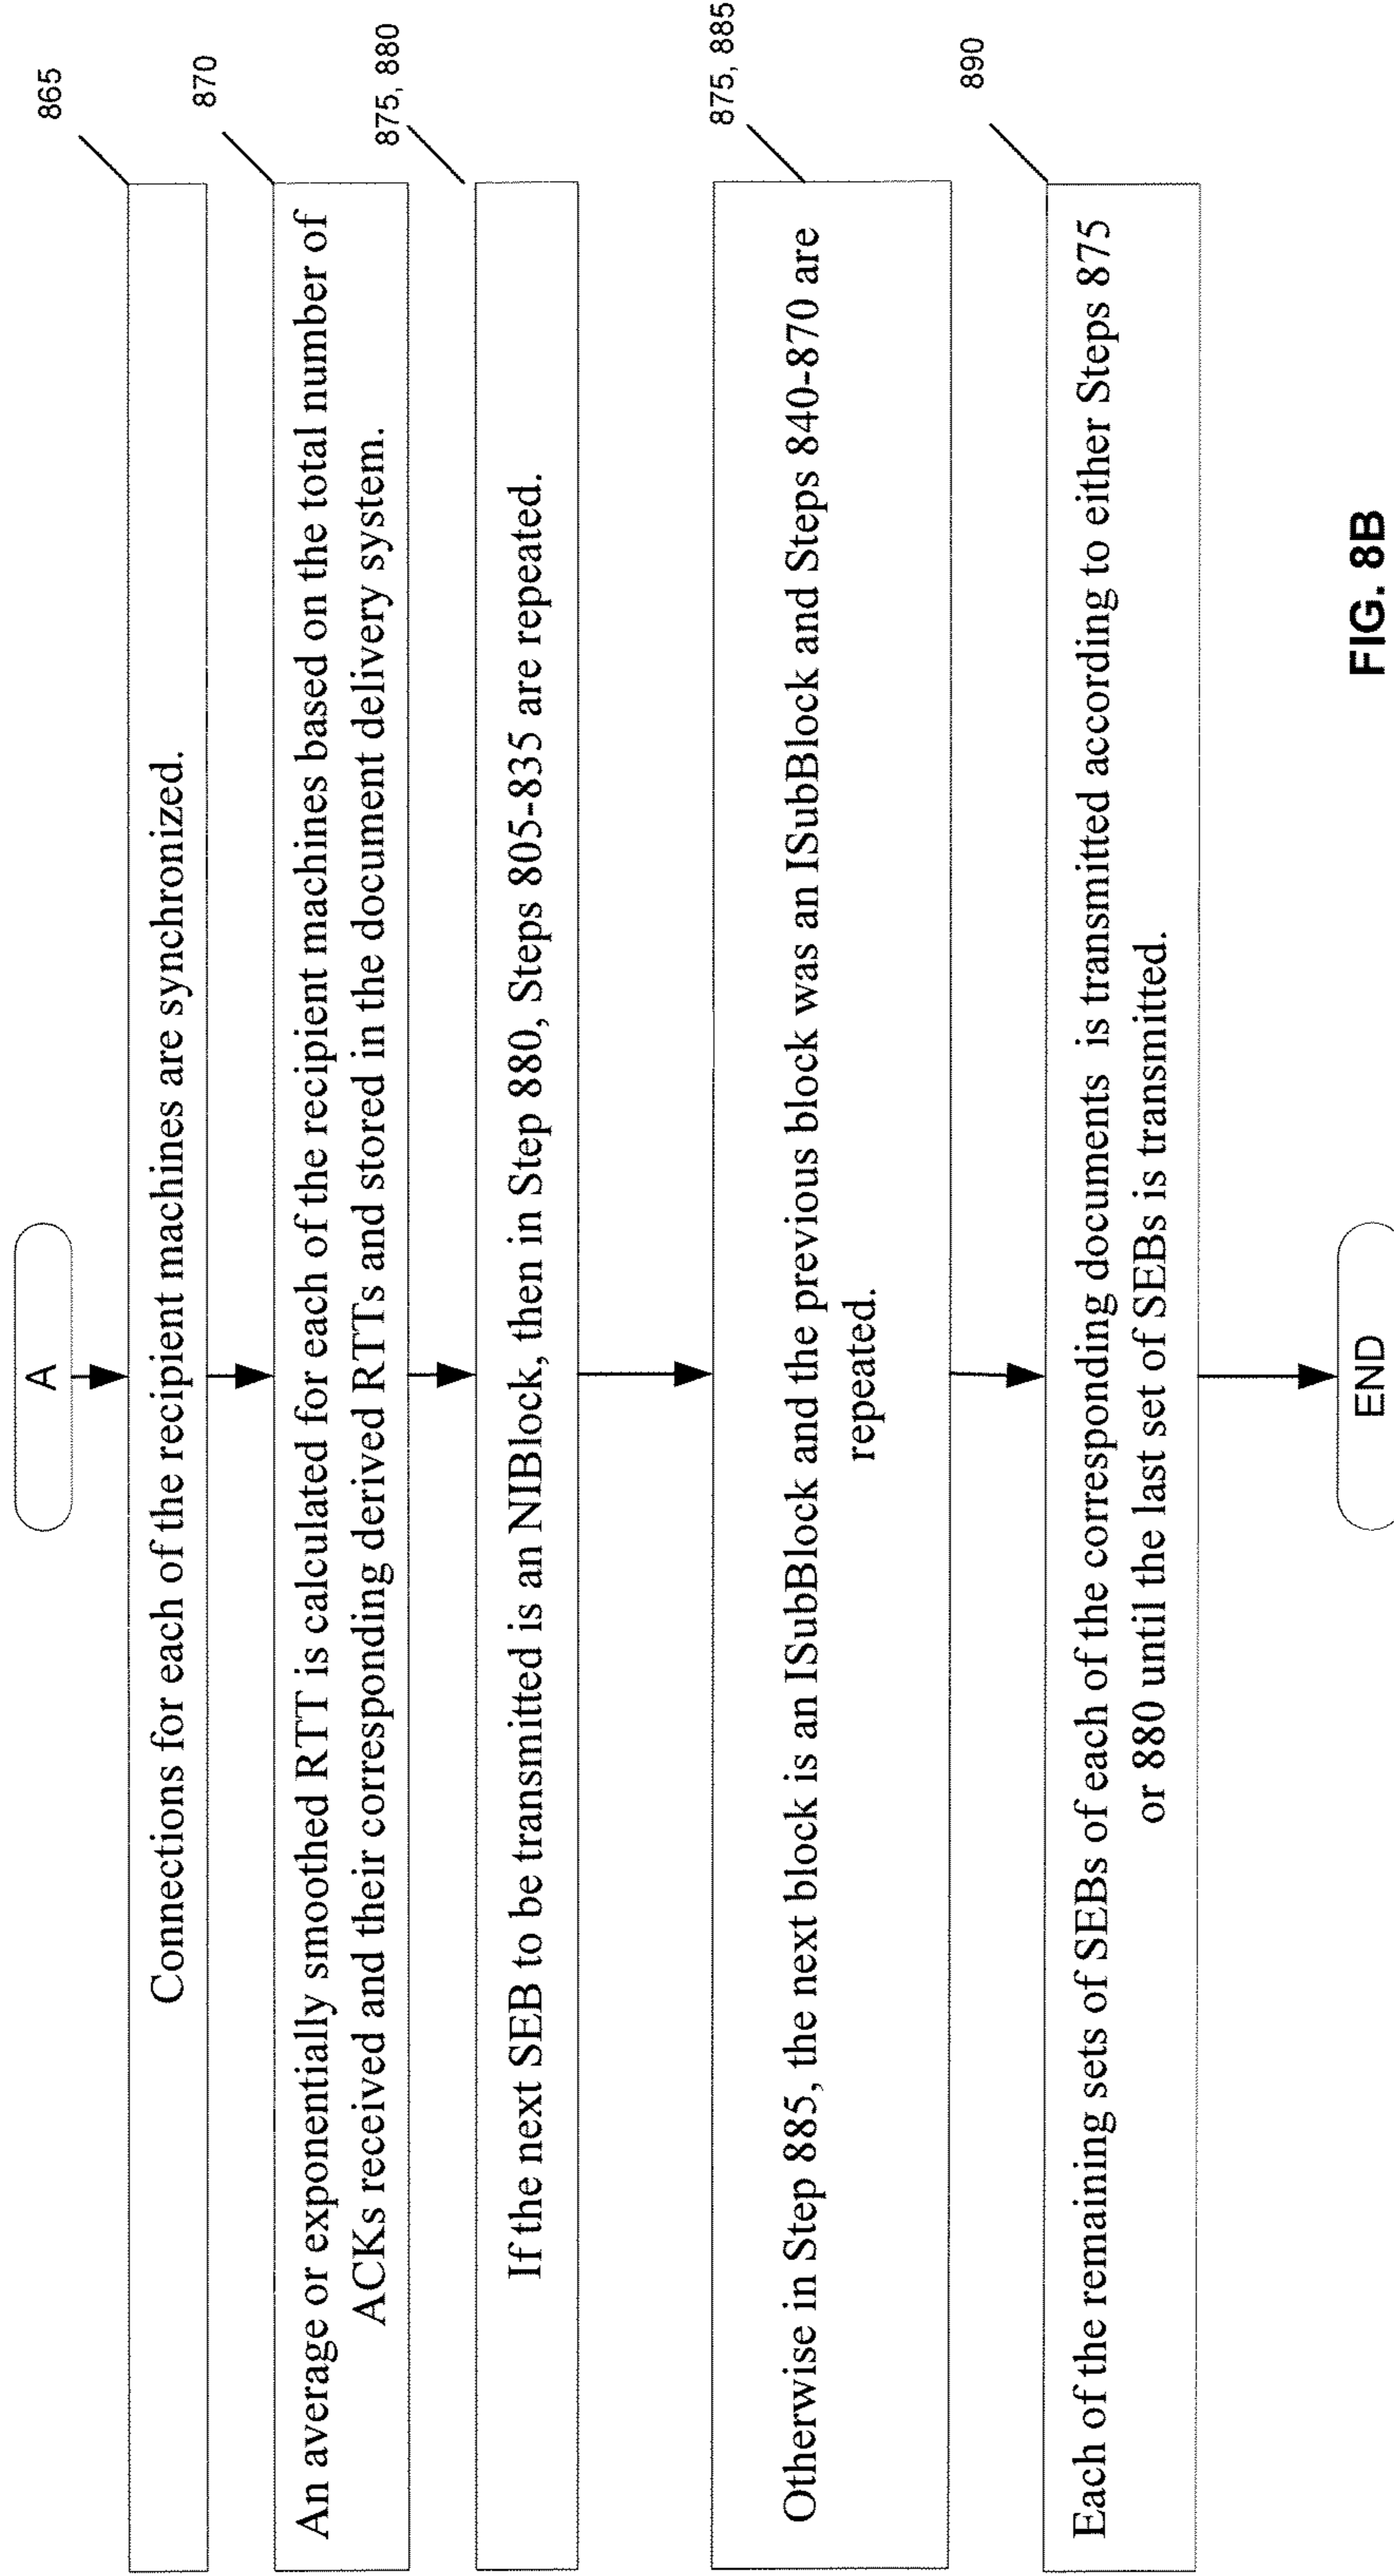 A
865
Connections for each of the recipient machines are synchronized.
870
An average or exponentially smoothed RTT is calculated for each of the recipient machines based on the total number of
ACKs received and their corresponding derived RTTs and stored in the document delivery system.
875, 880
If the next SEB to be transmitted is an NIBlock, then in Step 880, Steps 805-835 are repeated.
875, 885
Otherwise in Step 885, the next block is an ISubBlock and the previous block was an ISubBlock and Steps 840-870 are
repeated.
890
Each of the remaining sets of SEBs of each of the corresponding documents is transmitted according to either Steps 875
or 880 until the last set of SEBs is transmitted.
END
FIG. 8B